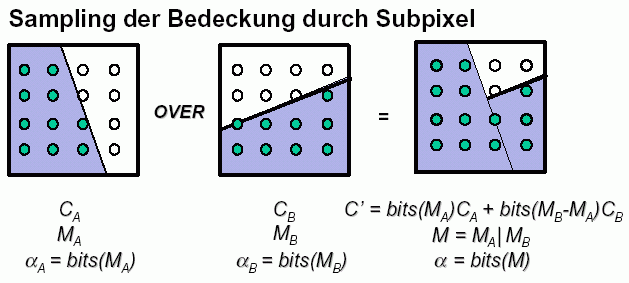 Sampling der Bedeckung durch Subpixel
OVER
=
C_A
M_A
α_A = bits(M_A)
C_B
M_B
α_B = bits(M_B)
C' = bits(M_A)C_A + bits(M_B-M_A)C_B
M = M_A| M_B
α = bits(M)